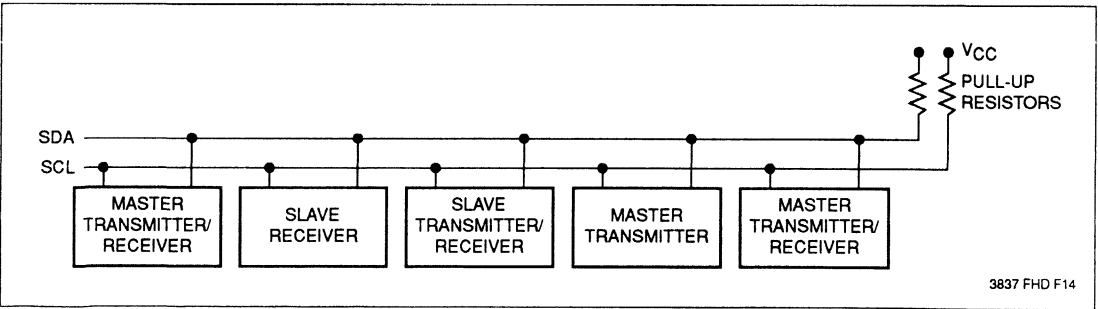 VCC
PULL-UP
RESISTORS
SDA
SCL
MASTER
TRANSMITTER/
RECEIVER
SLAVE
RECEIVER
SLAVE
TRANSMITTER/
RECEIVER
MASTER
TRANSMITTER
MASTER
TRANSMITTER/
RECEIVER
3837 FHD F14